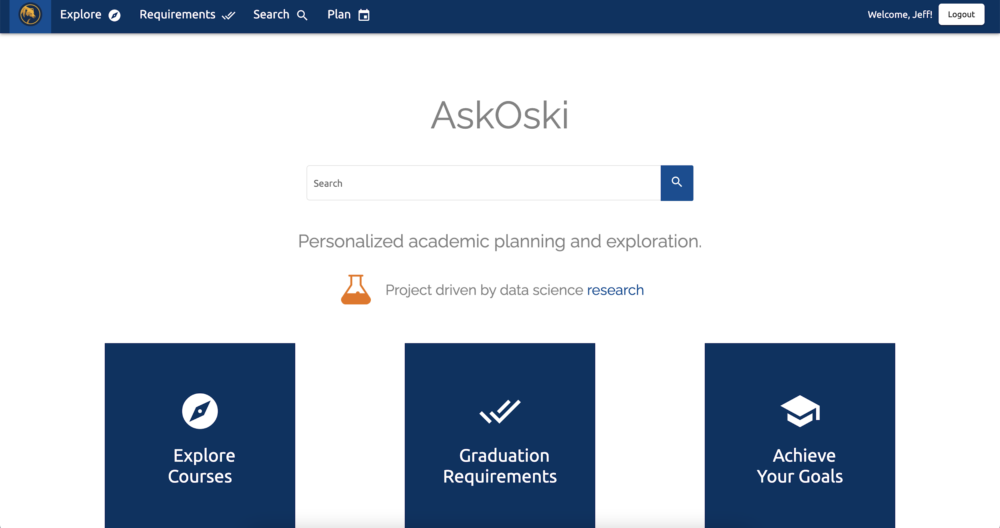 Explore Requirements Search Plan Welcome, Jeff! Logout
AskOski
Search
Personalized academic planning and exploration.
Project driven by data science research
Explore
Courses
Graduation
Requirements
Achieve
Your Goals